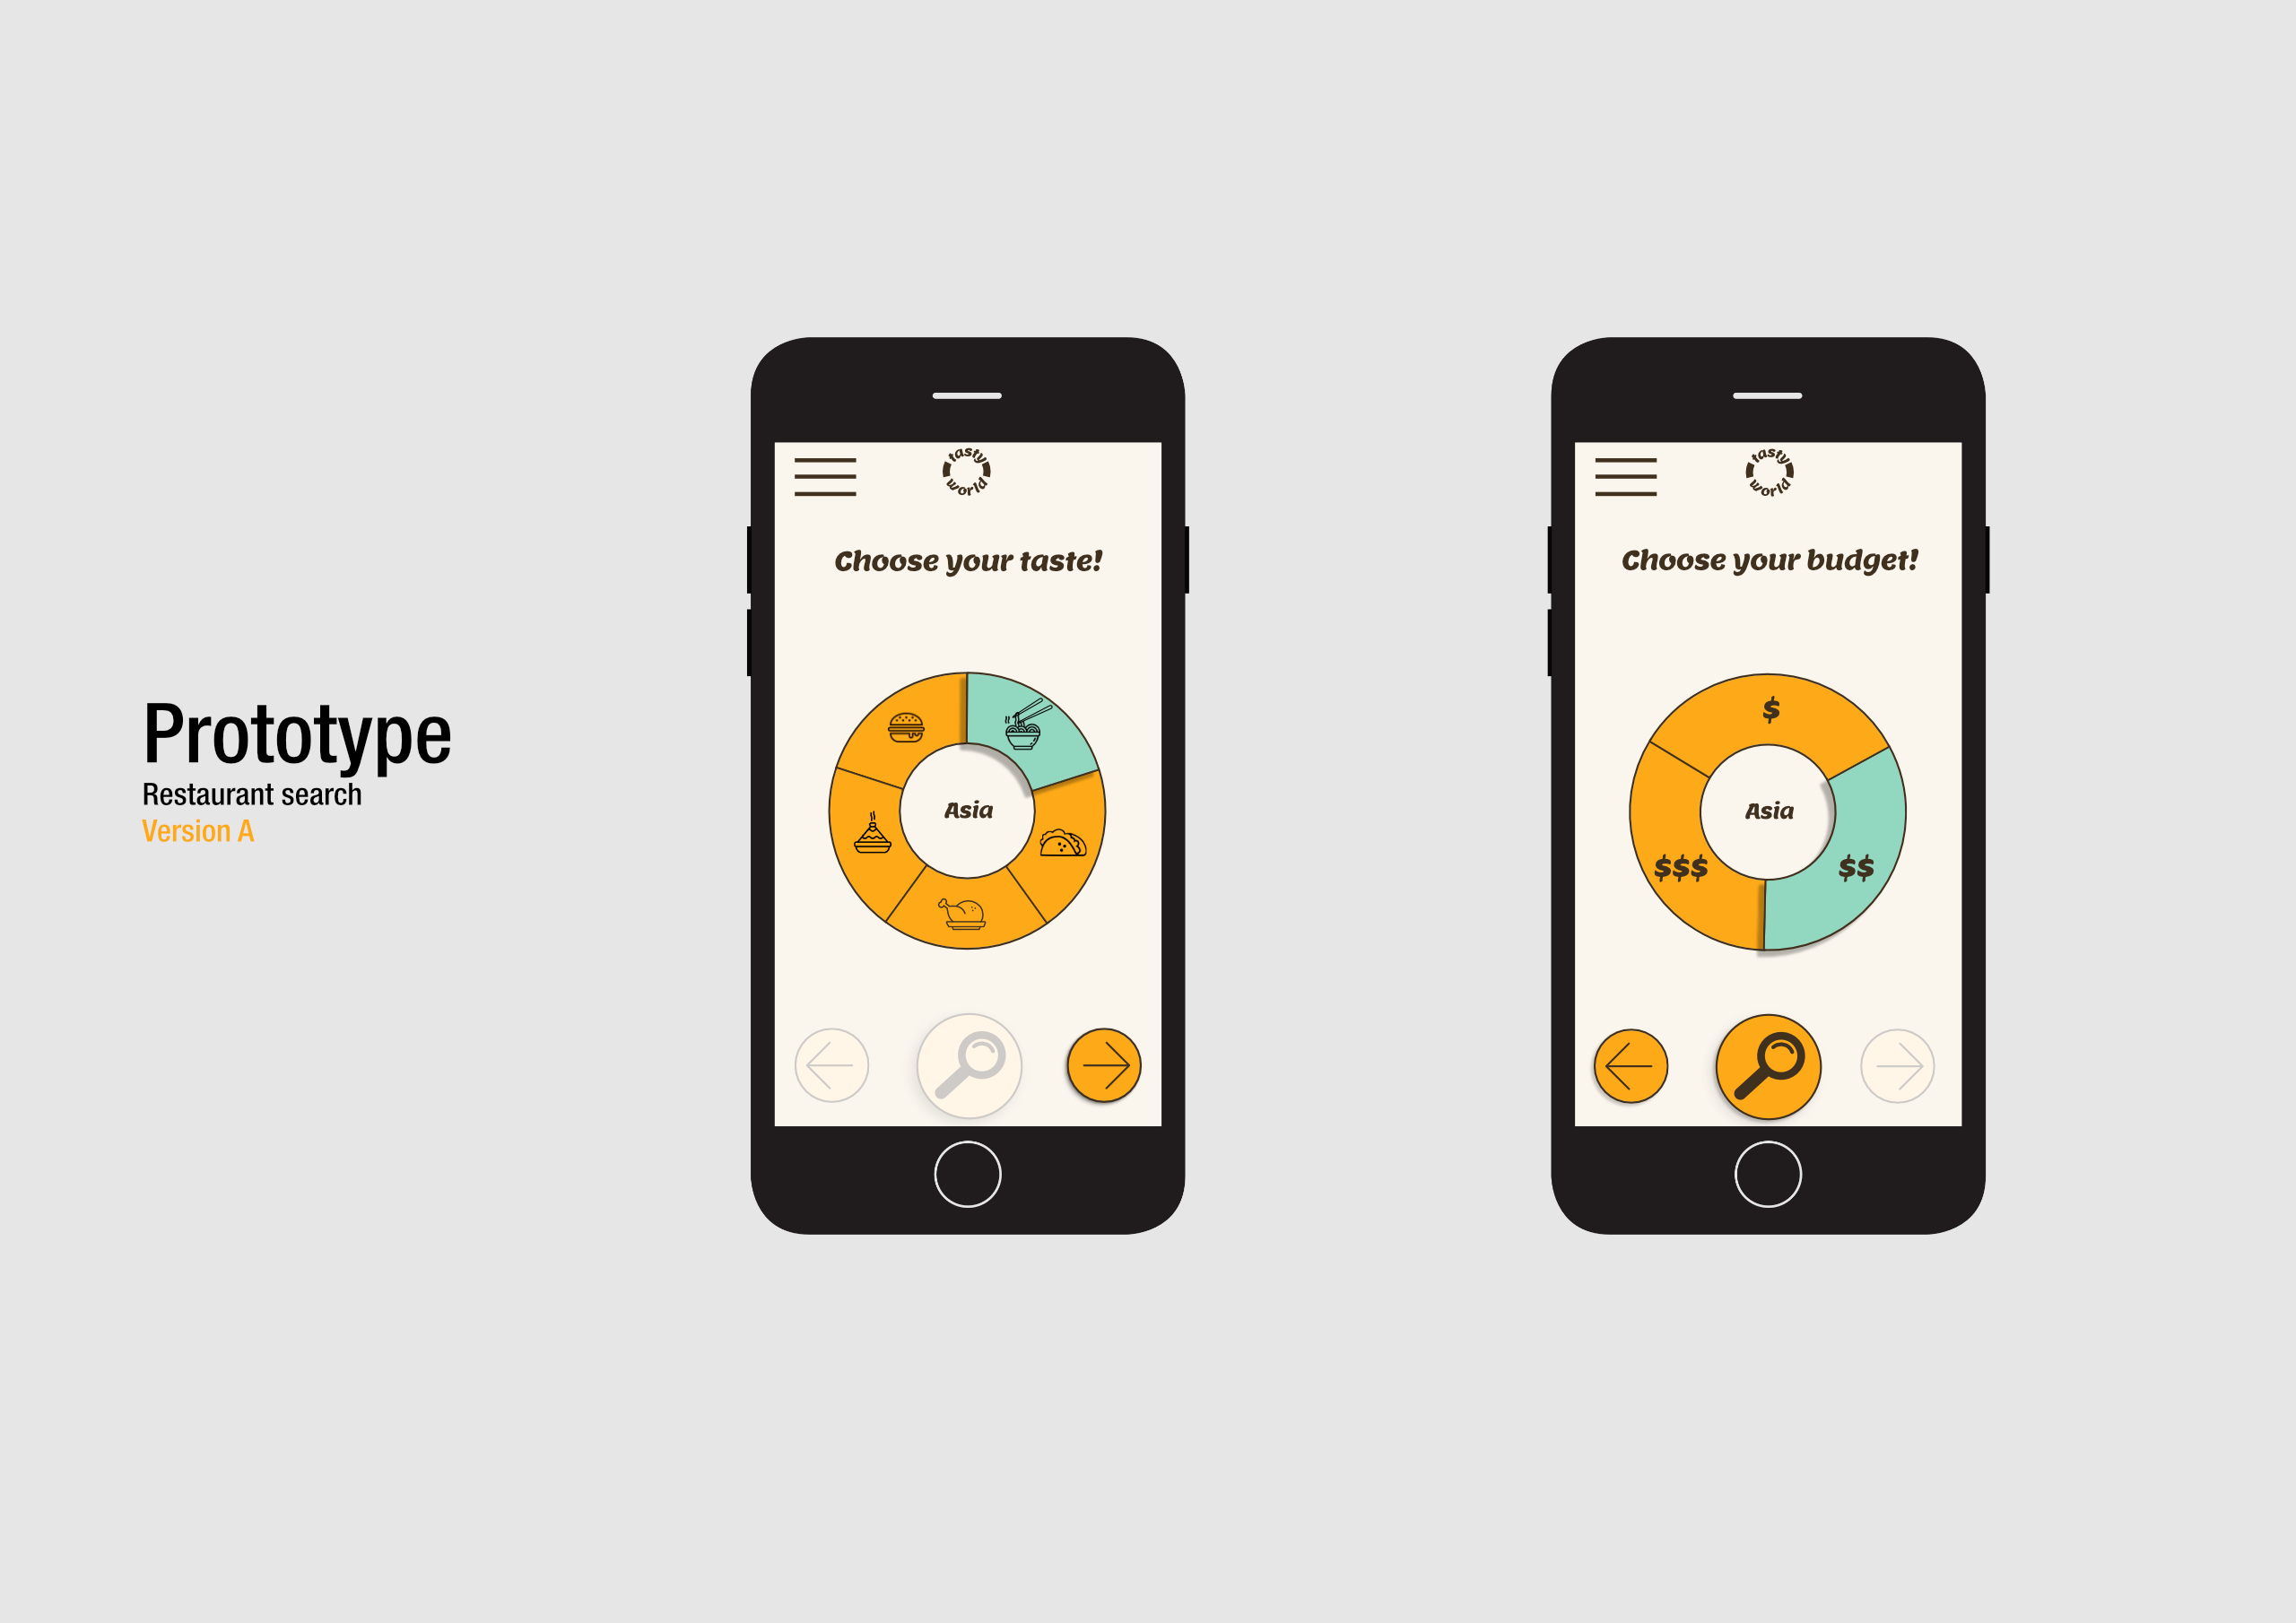 Prototype
Restaurant search
Version A
tasty
world
Choose your taste!
Asia
tasty
world
Choose your budget!
$
Asia
$$$
$$